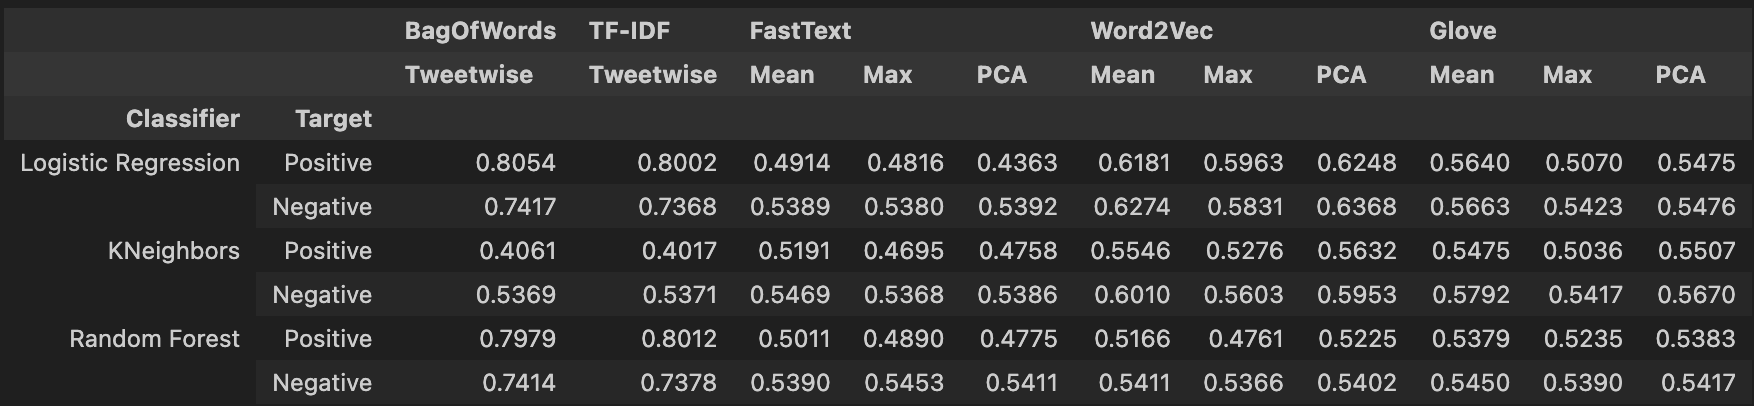 BagOfWords TF-IDF FastText Word2Vec Glove
Tweetwise Tweetwise Mean Max PCA Mean Max PCA Mean Max PCA
Classifier Target
Logistic Regression Positive 0.8054 0.8002 0.4914 0.4816 0.4363 0.6181 0.5963 0.6248 0.5640 0.5070 0.5475
Negative 0.7417 0.7368 0.5389 0.5380 0.5392 0.6274 0.5831 0.6368 0.5663 0.5423 0.5476
KNeighbors Positive 0.4061 0.4017 0.5191 0.4695 0.4758 0.5546 0.5276 0.5632 0.5475 0.5036 0.5507
Negative 0.5369 0.5371 0.5469 0.5368 0.5386 0.6010 0.5603 0.5953 0.5792 0.5417 0.5670
Random Forest Positive 0.7979 0.8012 0.5011 0.4890 0.4775 0.5166 0.4761 0.5225 0.5379 0.5235 0.5383
Negative 0.7414 0.7378 0.5390 0.5453 0.5411 0.5411 0.5366 0.5402 0.5450 0.5390 0.5417